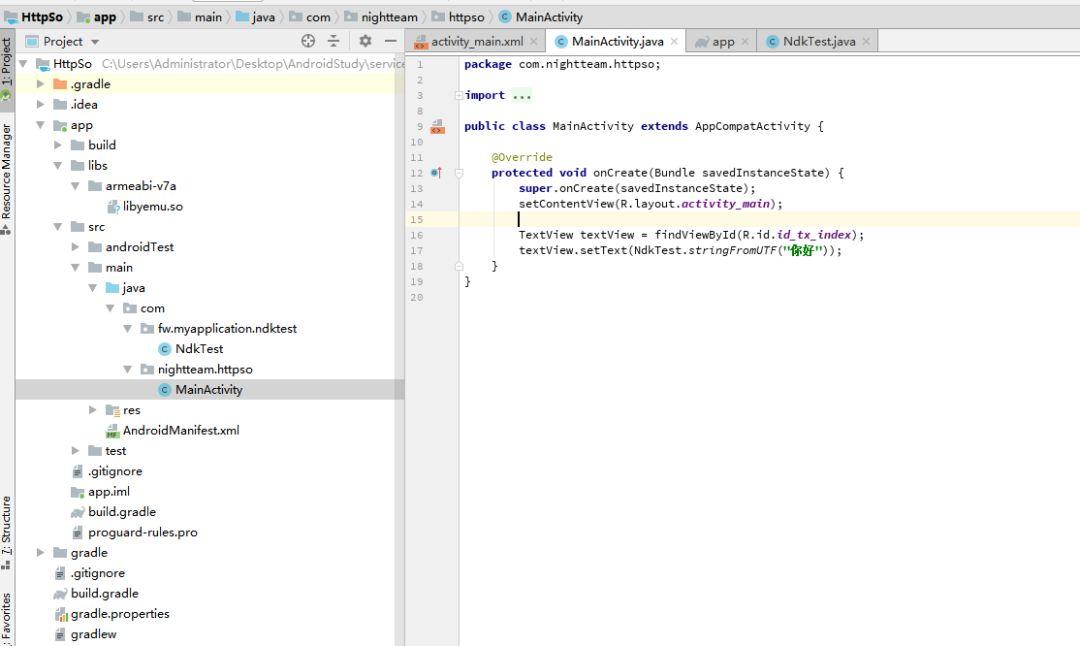 HttpSo app src main java com nightteam httpso MainActivity
Project
activity_main.xml MainActivity.java app NdkTest.java
1: Project
Resource Manager
7: Structure
Favorites
HttpSo C:\Users\Administrator\Desktop\AndroidStudy\service
.gradle
.idea
app
build
libs
armeabi-v7a
libyemu.so
src
androidTest
main
java
com
fw.myapplication.ndktest
NdkTest
nightteam.httpso
MainActivity
res
AndroidManifest.xml
test
.gitignore
app.iml
build.gradle
proguard-rules.pro
gradle
.gitignore
build.gradle
gradle.properties
gradlew
1 package com.nightteam.httpso;
2
3 import ...
8
9 public class MainActivity extends AppCompatActivity {
10
11 @Override
12 protected void onCreate(Bundle savedInstanceState) {
13 super.onCreate(savedInstanceState);
14 setContentView(R.layout.activity_main);
15
16 TextView textView = findViewById(R.id.id_tx_index);
17 textView.setText(NdkTest.stringFromUTF("你好"));
18 }
19 }
20